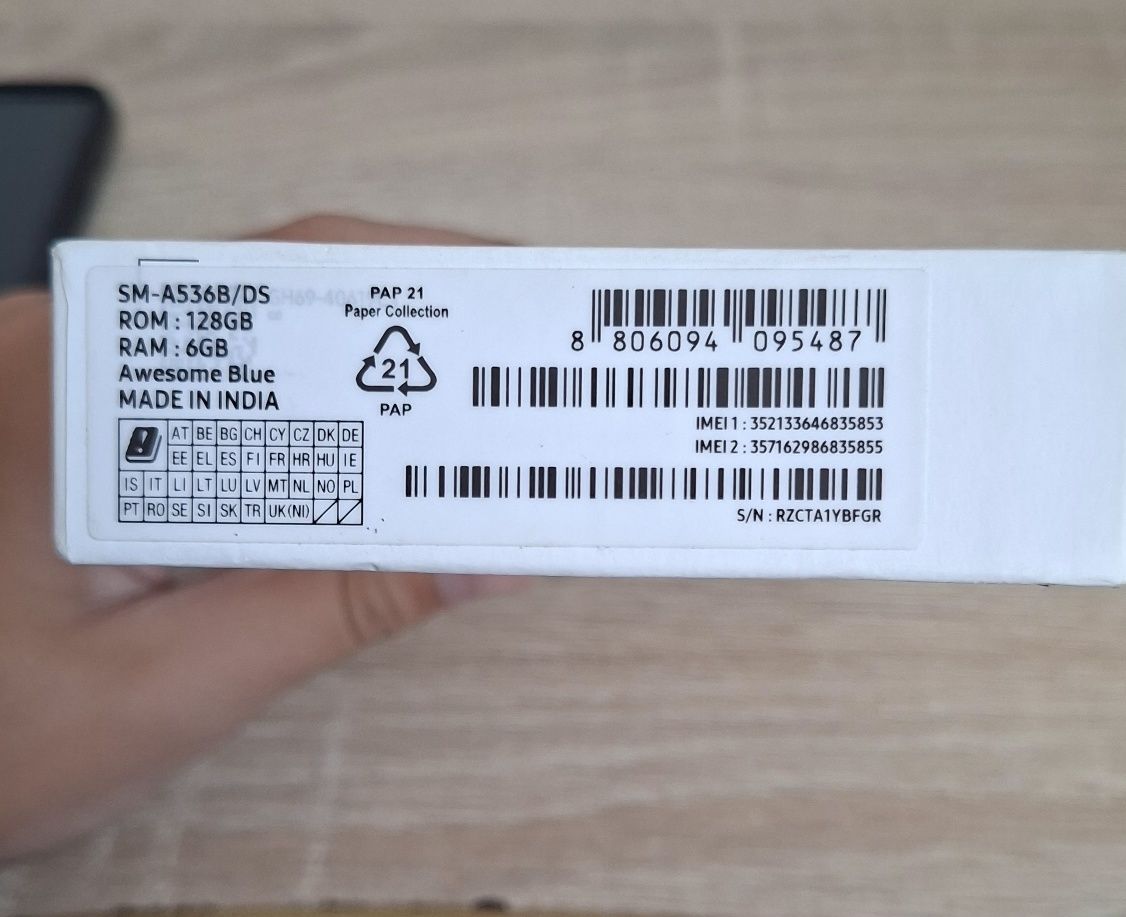 SM-A536B/DS
ROM : 128GB
RAM : 6GB
Awesome Blue
MADE IN INDIA
AT BE BG CH CY CZ DK DE
EE EL ES FI FR HR HU IE
IS IT LI LT LU LV MT NL NO PL
PT RO SE SI SK TR UK(NI)
PAP 21
Paper Collection
21
PAP
8 806094 095487
IMEI 1 : 352133646835853
IMEI 2 : 357162986835855
S/N : RZCTA1YBFGR